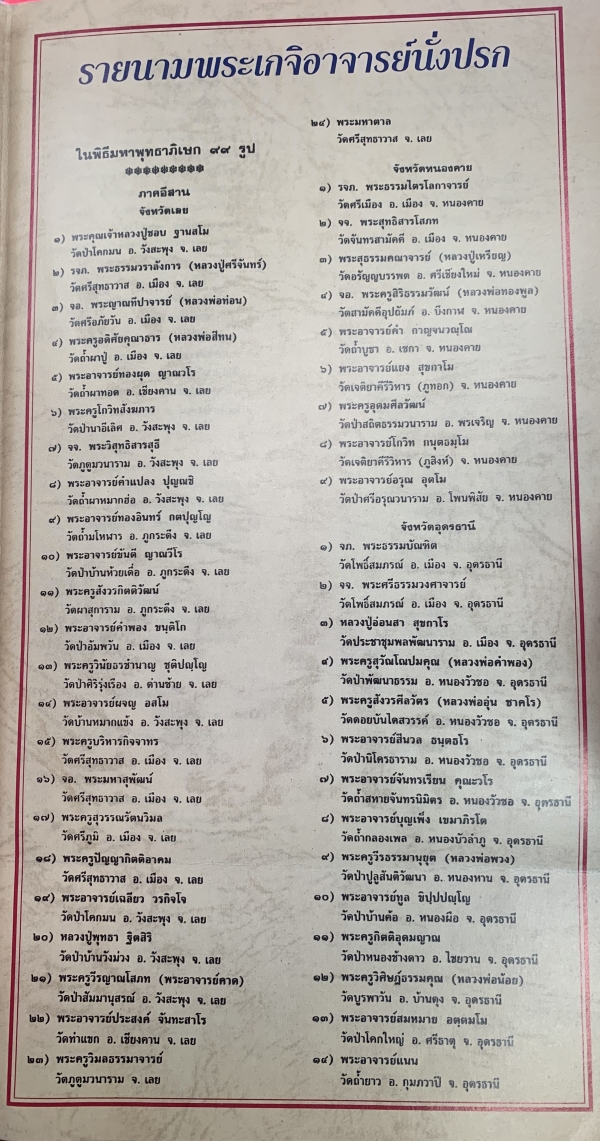 รายนามพระเกจิอาจารย์นั่งปรก
ในพิธีมหาพุทธาภิเษก ๙๙ รูป
ภาคอีสาน
จังหวัดเลย
๑) พระคุณเจ้าหลวงปู่ชอบ ฐานสโม
วัดป่าโคกมน อ. วังสะพุง จ. เลย
๒) รจภ. พระธรรมวราลังการ (หลวงปู่ศรีจันทร์)
วัดศรีสุทธาวาส อ. เมือง จ. เลย
๓) จอ. พระญาณทีปาจารย์ (หลวงพ่อท่อน)
วัดศรีอภัยวัน อ. เมือง จ. เลย
๔) พระครูอดิศัยคุณาธาร (หลวงพ่อสีทน)
วัดถ้ำผาปู่ อ. เมือง จ. เลย
๕) พระอาจารย์ทองผุด ญาณวโร
วัดถ้ำผาทอด อ. เชียงคาน จ. เลย
๖) พระครูโกวิทสังฆภาร
วัดป่านาอีเลิศ อ. วังสะพุง จ. เลย
๗) จจ. พระวิสุทธิสารสุธี
วัดภูตูมวนาราม อ. วังสะพุง จ. เลย
๘) พระอาจารย์คำแปลง ปุญณชิ
วัดถ้ำผาหมากฮ่อ อ. วังสะพุง จ. เลย
๙) พระอาจารย์ทองอินทร์ กตปุญโญ
วัดถ้ำมโหฬาร อ. ภูกระดึง จ. เลย
๑๐) พระอาจารย์ขันตี ญาณวีโร
วัดป่าบ้านห้วยเดื่อ อ. ภูกระดึง จ. เลย
๑๑) พระครูสังวรกิตติวัฒน์
วัดผาสุการาม อ. ภูกระดึง จ. เลย
๑๒) พระอาจารย์คำพอง ขนฺติโก
วัดป่าอัมพวัน อ. เมือง จ. เลย
๑๓) พระครูวินัยธรชำนาญ ชุติปญฺโญ
วัดป่าศิริรุ่งเรือง อ. ด่านซ้าย จ. เลย
๑๔) พระอาจารย์ผจญ อสโม
วัดบ้านหมากแข้ง อ. วังสะพุง จ. เลย
๑๕) พระครูบริหารกิจจาทร
วัดศรีสุทธาวาส อ. เมือง จ. เลย
๑๖) จอ. พระมหาสุพัฒน์
วัดศรีสุทธาวาส อ. เมือง จ. เลย
๑๗) พระครูสุวรรณรัตนวิมล
วัดศรีภูมิ อ. เมือง จ. เลย
๑๘) พระครูปัญญากิตติอาคม
วัดศรีสุทธาวาส อ. เมือง จ. เลย
๑๙) พระอาจารย์เฉลียว วรกิจโจ
วัดป่าโคกมน อ. วังสะพุง จ. เลย
๒๐) หลวงปู่พุทธา ฐิตสิริ
วัดป่าบ้านวังม่วง อ. วังสะพุง จ. เลย
๒๑) พระครูวีรญาณโสภท (พระอาจารย์คาด)
วัดป่าสัมมานุสรณ์ อ. วังสะพุง จ. เลย
๒๒) พระอาจารย์ประสงค์ จันทะสาโร
วัดท่าแขก อ. เชียงคาน จ. เลย
๒๓) พระครูวิมลธรรมาจารย์
วัดภูตูมวนาราม จ. เลย
๒๔) พระมหาตาล
วัดศรีสุทธาวาส จ. เลย
จังหวัดหนองคาย
๑) รจภ. พระธรรมไตรโลกาจารย์
วัดศรีเมือง อ. เมือง จ. หนองคาย
๒) จจ. พระสุทธิสารโสภท
วัดจันทรสามัคคี อ. เมือง จ. หนองคาย
๓) พระสุธรรมคณาจารย์ (หลวงปู่เหรียญ)
วัดอรัญญบรรพต อ. ศรีเชียงใหม่ จ. หนองคาย
๔) จอ. พระครูสิริธรรมวัฒน์ (หลวงพ่อทองพูล)
วัดสามัคคีอุปถัมภ์ อ. บึงกาฬ จ. หนองคาย
๕) พระอาจารย์คำ กาญจนวณฺโณ
วัดถ้ำบูชา อ. เซกา จ. หนองคาย
๖) พระอาจารย์แยง สุขกาโม
วัดเจติยาคีรีวิหาร (ภูทอก) จ. หนองคาย
๗) พระครูอุดมศีลวัฒน์
วัดป่าสถิตธรรมวนาราม อ. พรเจริญ จ. หนองคาย
๘) พระอาจารย์โกวิท กนฺตธมฺโม
วัดเจติยาคีรีวิหาร (ภูสิงห์) จ. หนองคาย
๙) พระอาจารย์อรุณ อุตโม
วัดป่าศรีอรุณวนาราม อ. โพนพิสัย จ. หนองคาย
จังหวัดอุดรธานี
๑) จภ. พระธรรมบัณฑิต
วัดโพธิ์สมภรณ์ อ. เมือง จ. อุดรธานี
๒) จจ. พระศรีธรรมวงศาจารย์
วัดโพธิ์สมภรณ์ อ. เมือง จ. อุดรธานี
๓) หลวงปู่อ่อนสา สุขกาโร
วัดประชาชุมพลพัฒนาราม อ. เมือง จ. อุดรธานี
๔) พระครูสุวัณโณปมคุณ (หลวงพ่อคำพอง)
วัดป่าพัฒนาธรรม อ. หนองวัวซอ จ. อุดรธานี
๕) พระครูสังวรศีลวัตร (หลวงพ่ออุ่น ชาคโร)
วัดดอยบันไดสวรรค์ อ. หนองวัวซอ จ. อุดรธานี
๖) พระอาจารย์สีนวล ธนฺตธโร
วัดป่านิโครธาราม อ. หนองวัวซอ จ. อุดรธานี
๗) พระอาจารย์จันทรเรียน คุณะวโร
วัดถ้ำสหายจันทรนิมิตร อ. หนองวัวซอ จ. อุดรธานี
๘) พระอาจารย์บุญเพ็ง เขมาภิรโต
วัดถ้ำกลองเพล อ. หนองบัวลำภู จ. อุดรธานี
๙) พระครูวีรธรรมานุยุต (หลวงพ่อพวง)
วัดป่าปูลูสันติวัฒนา อ. หนองหาน จ. อุดรธานี
๑๐) พระอาจารย์ทูล ขิปฺปปญฺโญ
วัดป่าบ้านค้อ อ. หนองผือ จ. อุดรธานี
๑๑) พระครูกิตติอุดมญาณ
วัดป่าหนองช้างดาว อ. ไชยวาน จ. อุดรธานี
๑๒) พระครูวิศิษฎ์ธรรมคุณ (หลวงพ่อน้อย)
วัดบูรพาวัน อ. บ้านดุง จ. อุดรธานี
๑๓) พระอาจารย์สมหมาย อตฺตมโม
วัดป่าโคกใหญ่ อ. ศรีธาตุ จ. อุดรธานี
๑๔) พระอาจารย์แนน
วัดถ้ำยาว อ. กุมภวาปี จ. อุดรธานี